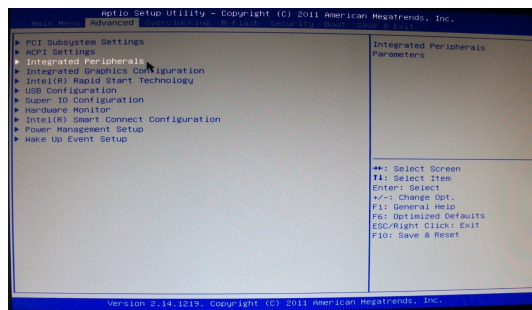 Aptio Setup Utility - Copyright (C) 2011 American Megatrends, Inc.
Main Menu Advanced Overclocking M-Flash Security Boot Save & Exit
PCI Subsystem Settings
ACPI Settings
Integrated Peripherals
Integrated Graphics Configuration
Intel(R) Rapid Start Technology
USB Configuration
Super IO Configuration
Hardware Monitor
Intel(R) Smart Connect Configuration
Power Management Setup
Wake Up Event Setup
Integrated Peripherals
Parameters
→←: Select Screen
↑↓: Select Item
Enter: Select
+/-: Change Opt.
F1: General Help
F6: Optimized Defaults
ESC/Right Click: Exit
F10: Save & Reset
Version 2.14.1219. Copyright (C) 2011 American Megatrends, Inc.